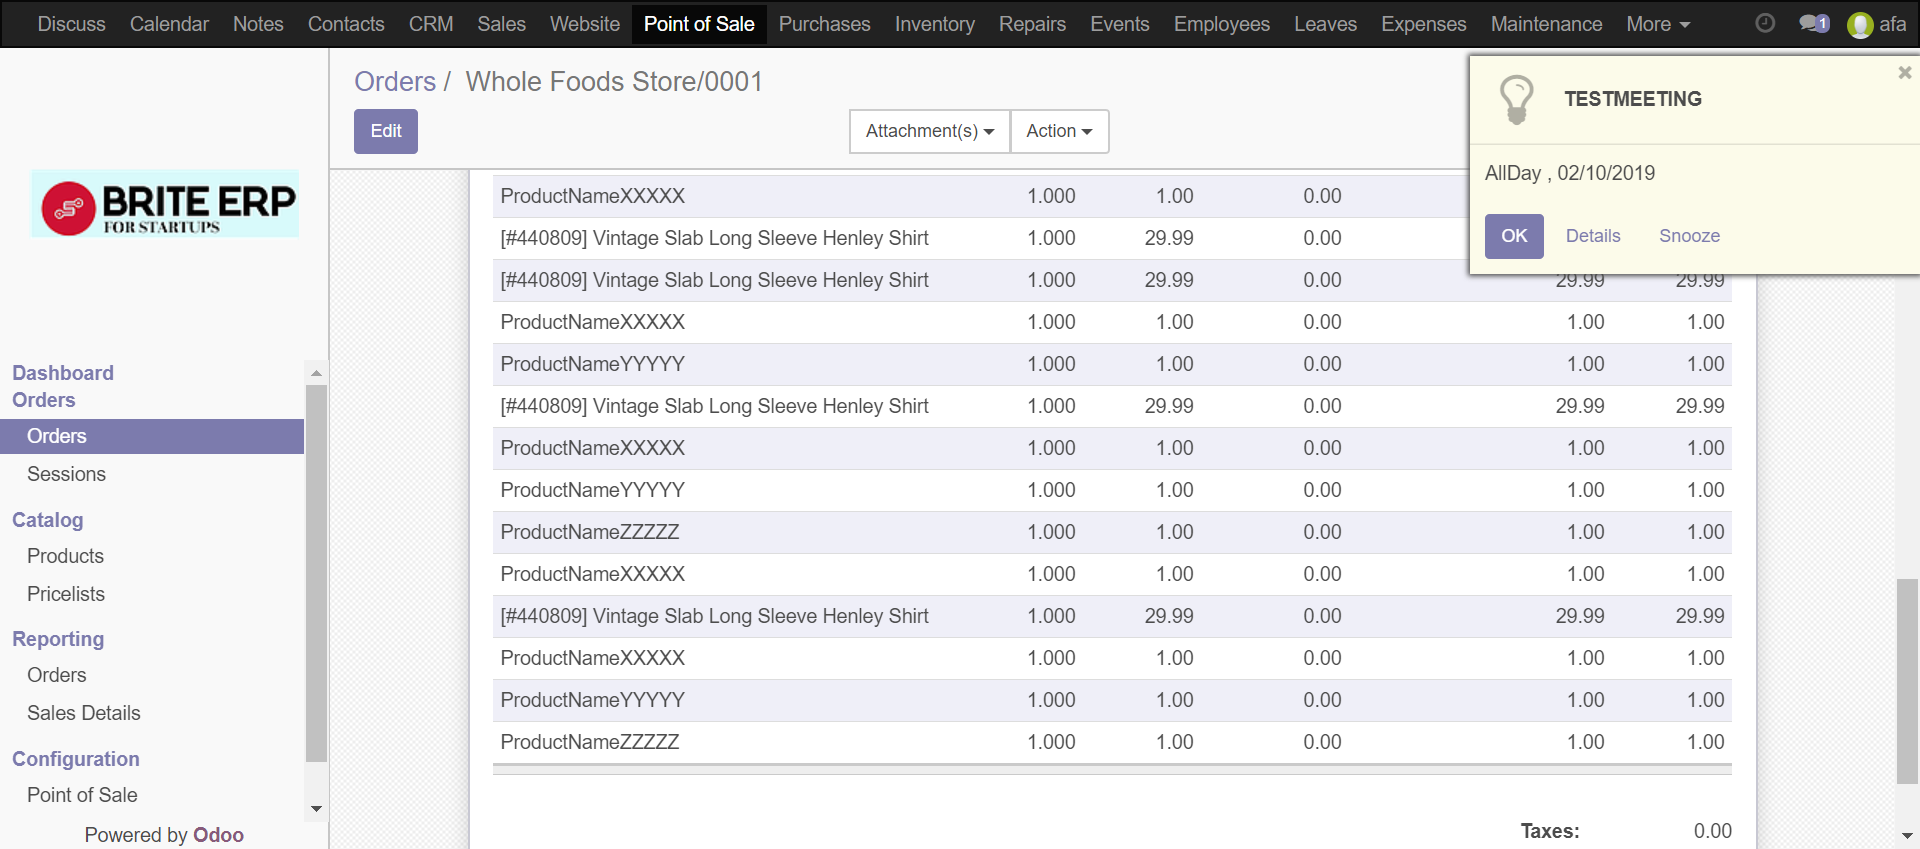 Discuss Calendar Notes Contacts CRM Sales Website Point of Sale Purchases Inventory Repairs Events Employees Leaves Expenses Maintenance More 1 afa
Orders / Whole Foods Store/0001
Edit Attachment(s) Action
TESTMEETING
AllDay , 02/10/2019
OK Details Snooze
BRITE ERP
FOR STARTUPS
Dashboard
Orders
Orders
Sessions
Catalog
Products
Pricelists
Reporting
Orders
Sales Details
Configuration
Point of Sale
Powered by Odoo
ProductNameXXXXX 1.000 1.00 0.00
[#440809] Vintage Slab Long Sleeve Henley Shirt 1.000 29.99 0.00
[#440809] Vintage Slab Long Sleeve Henley Shirt 1.000 29.99 0.00 29.99 29.99
ProductNameXXXXX 1.000 1.00 0.00 1.00 1.00
ProductNameYYYYY 1.000 1.00 0.00 1.00 1.00
[#440809] Vintage Slab Long Sleeve Henley Shirt 1.000 29.99 0.00 29.99 29.99
ProductNameXXXXX 1.000 1.00 0.00 1.00 1.00
ProductNameYYYYY 1.000 1.00 0.00 1.00 1.00
ProductNameZZZZZ 1.000 1.00 0.00 1.00 1.00
ProductNameXXXXX 1.000 1.00 0.00 1.00 1.00
[#440809] Vintage Slab Long Sleeve Henley Shirt 1.000 29.99 0.00 29.99 29.99
ProductNameXXXXX 1.000 1.00 0.00 1.00 1.00
ProductNameYYYYY 1.000 1.00 0.00 1.00 1.00
ProductNameZZZZZ 1.000 1.00 0.00 1.00 1.00
Taxes: 0.00